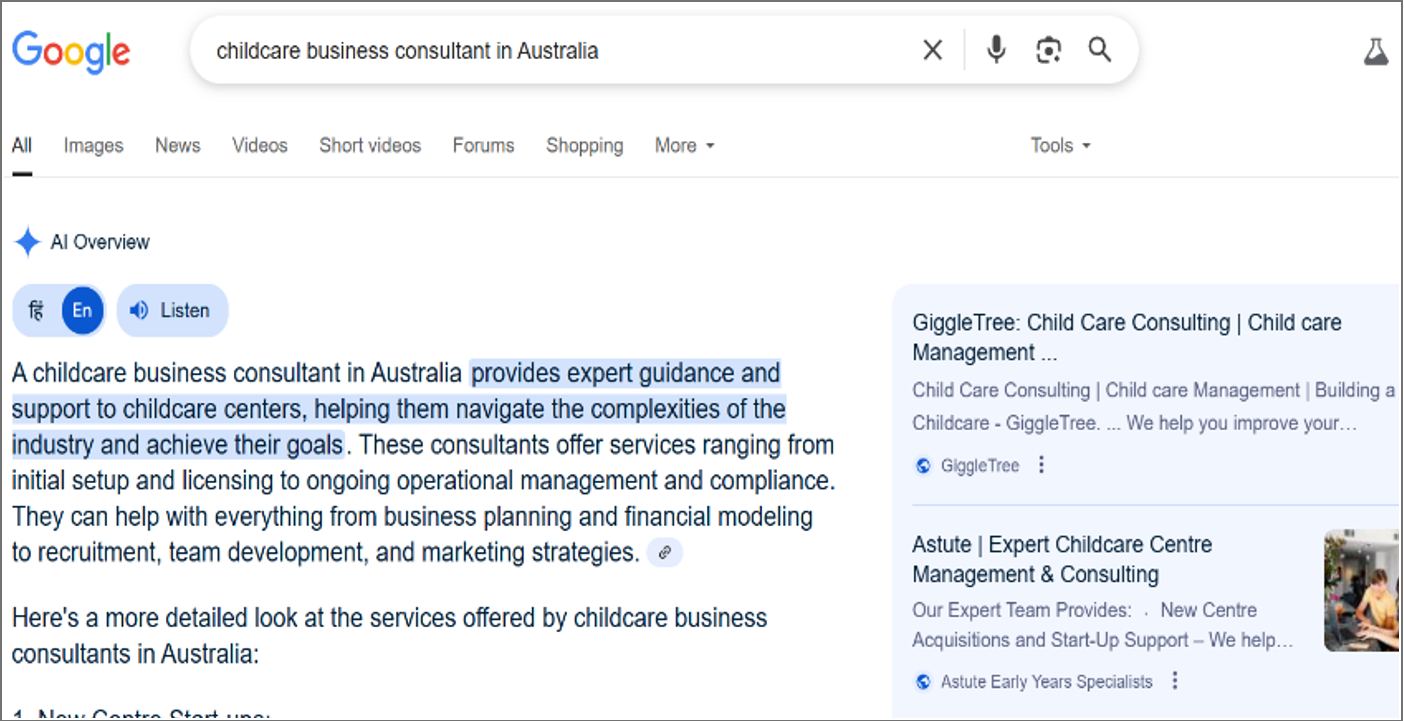 Google
childcare business consultant in Australia
All Images News Videos Short videos Forums Shopping More Tools
AI Overview
हिं En Listen
A childcare business consultant in Australia provides expert guidance and
support to childcare centers, helping them navigate the complexities of the
industry and achieve their goals. These consultants offer services ranging from
initial setup and licensing to ongoing operational management and compliance.
They can help with everything from business planning and financial modeling
to recruitment, team development, and marketing strategies.
Here's a more detailed look at the services offered by childcare business
consultants in Australia:
1. New Centre Start-ups:
GiggleTree: Child Care Consulting | Child care
Management ...
Child Care Consulting | Child care Management | Building a
Childcare - GiggleTree. ... We help you improve your...
GiggleTree
Astute | Expert Childcare Centre
Management & Consulting
Our Expert Team Provides: · New Centre
Acquisitions and Start-Up Support – We help...
Astute Early Years Specialists